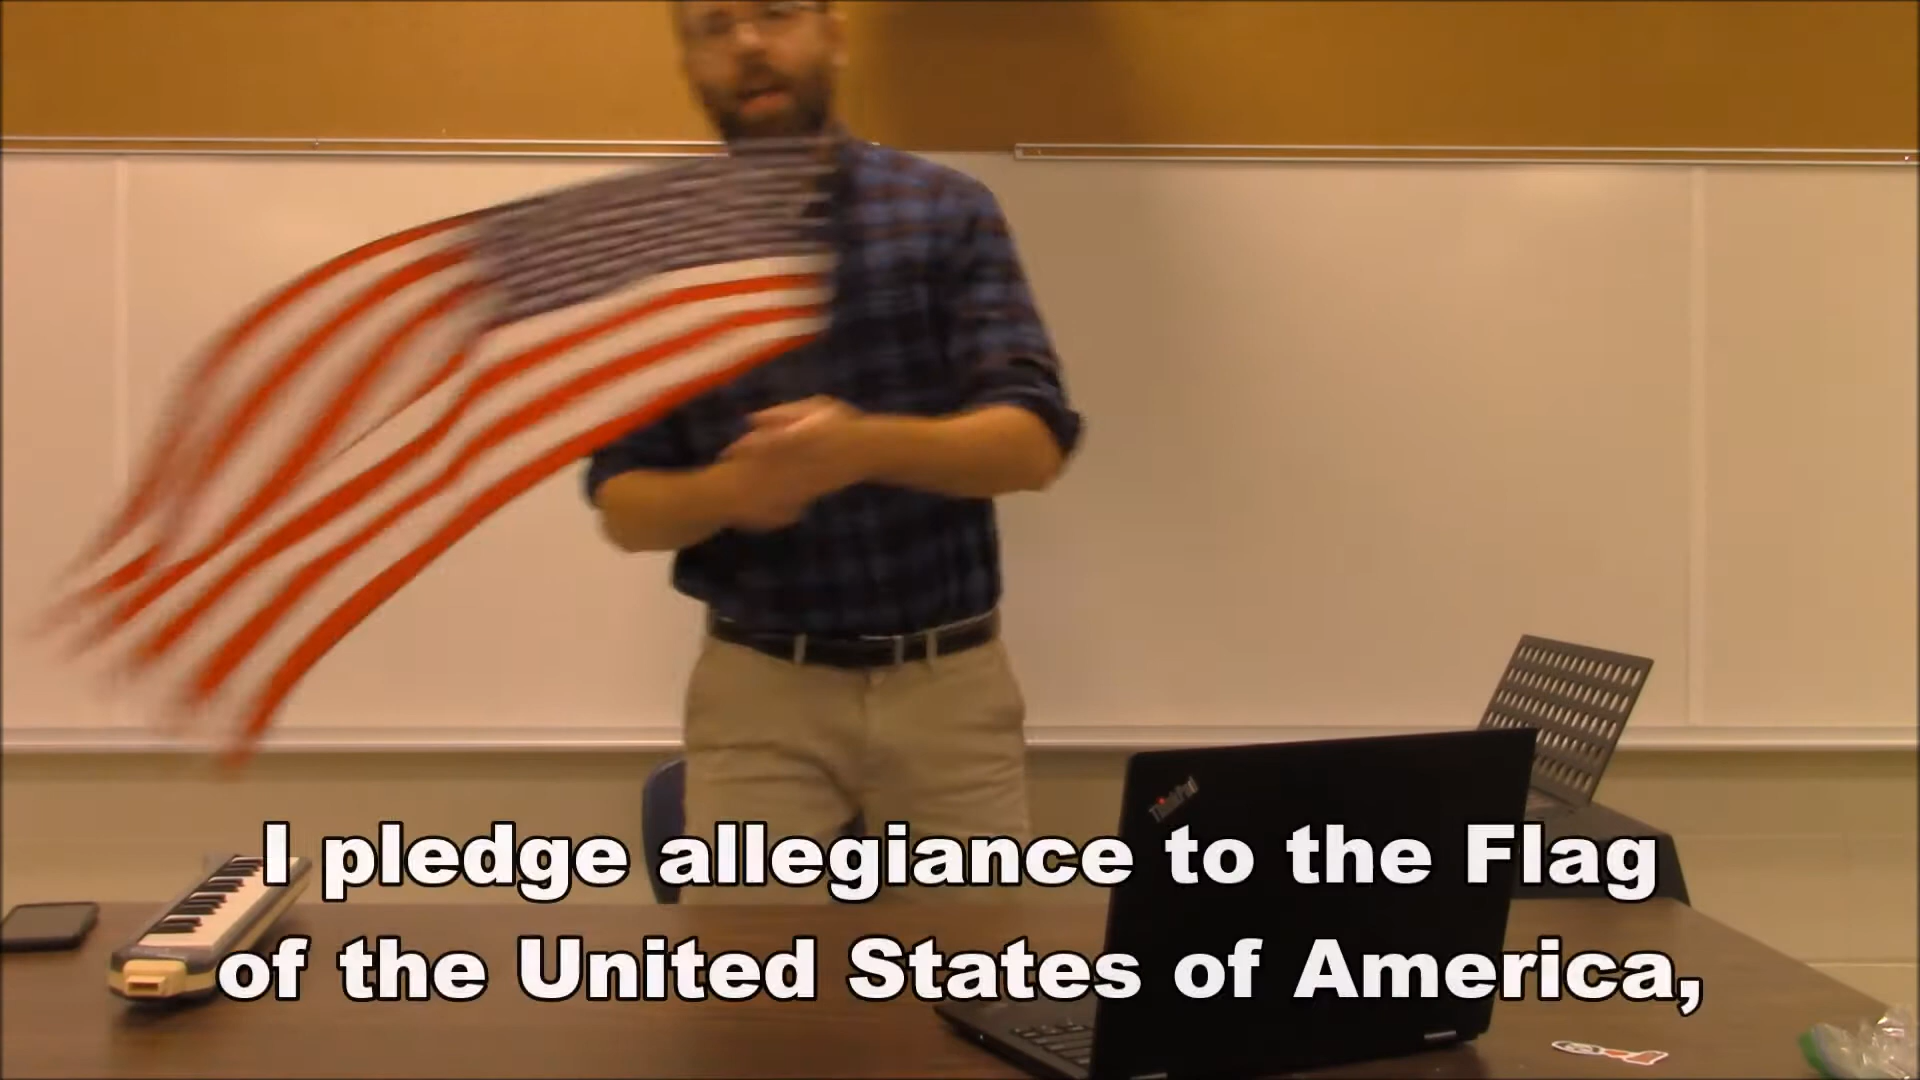 I pledge allegiance to the Flag
of the United States of America,
ThinkPad